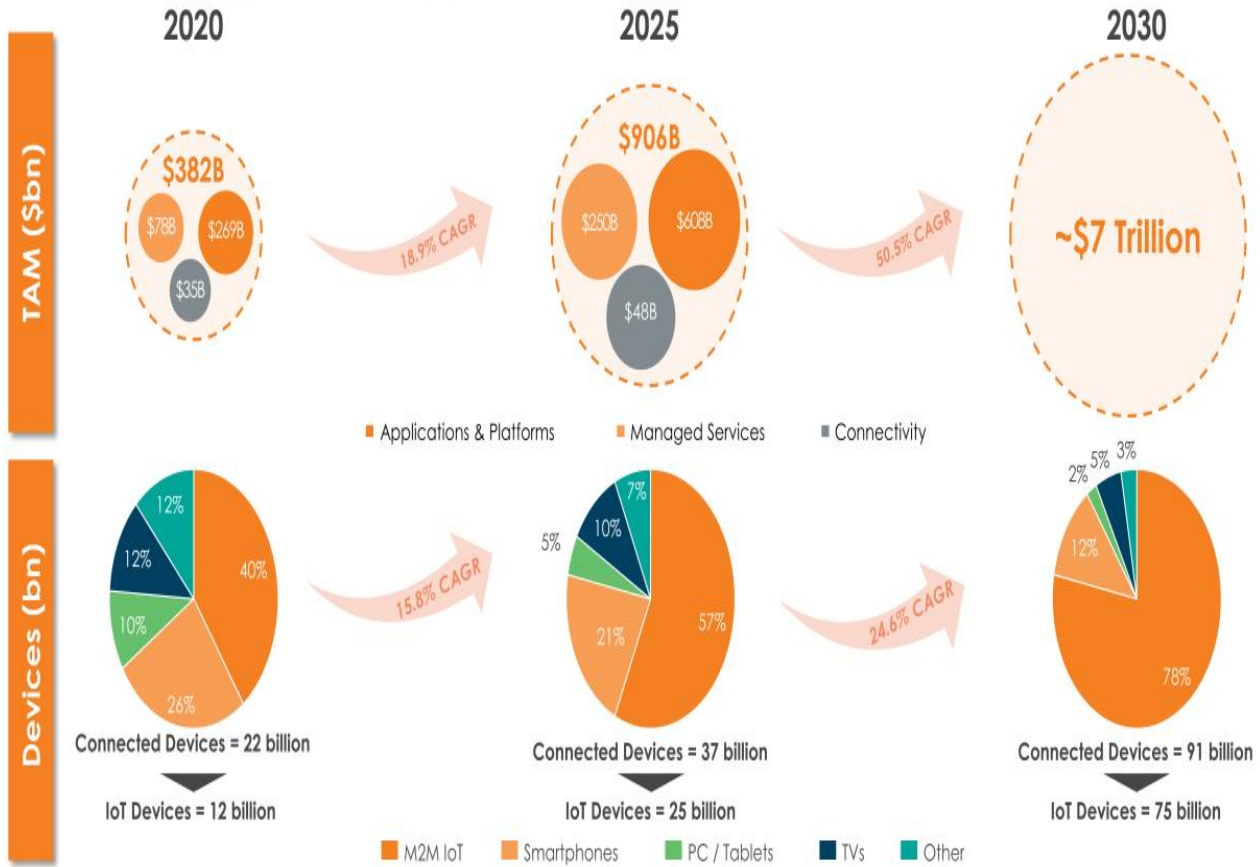 2020
2025
2030
TAM ($bn)
$382B
$78B
$269B
$35B
18.9% CAGR
$906B
$250B
$608B
$48B
50.5% CAGR
~$7 Trillion
Applications & Platforms
Managed Services
Connectivity
Devices (bn)
12%
12%
40%
10%
26%
15.8% CAGR
7%
10%
5%
57%
21%
24.6% CAGR
2%
5%
3%
12%
78%
Connected Devices = 22 billion
Connected Devices = 37 billion
Connected Devices = 91 billion
IoT Devices = 12 billion
IoT Devices = 25 billion
IoT Devices = 75 billion
M2M IoT
Smartphones
PC / Tablets
TVs
Other